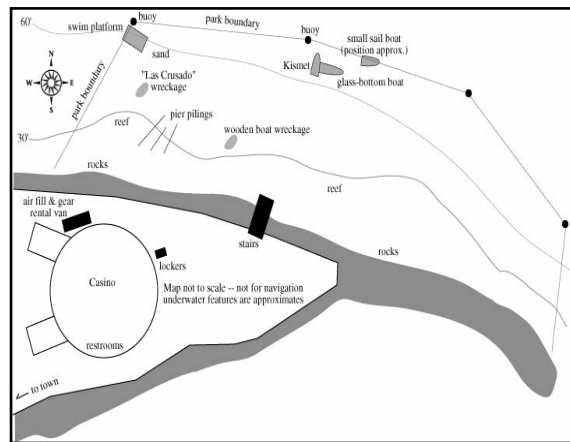 60'
buoy
swim platform
park boundary
buoy
small sail boat
(position approx.)
sand
Kismet
glass-bottom boat
N
W
E
S
park boundary
"Las Crusado"
wreckage
reef
pier pilings
wooden boat wreckage
30'
rocks
reef
air fill & gear
rental van
stairs
rocks
lockers
Casino
Map not to scale -- not for navigation
underwater features are approximates
restrooms
to town